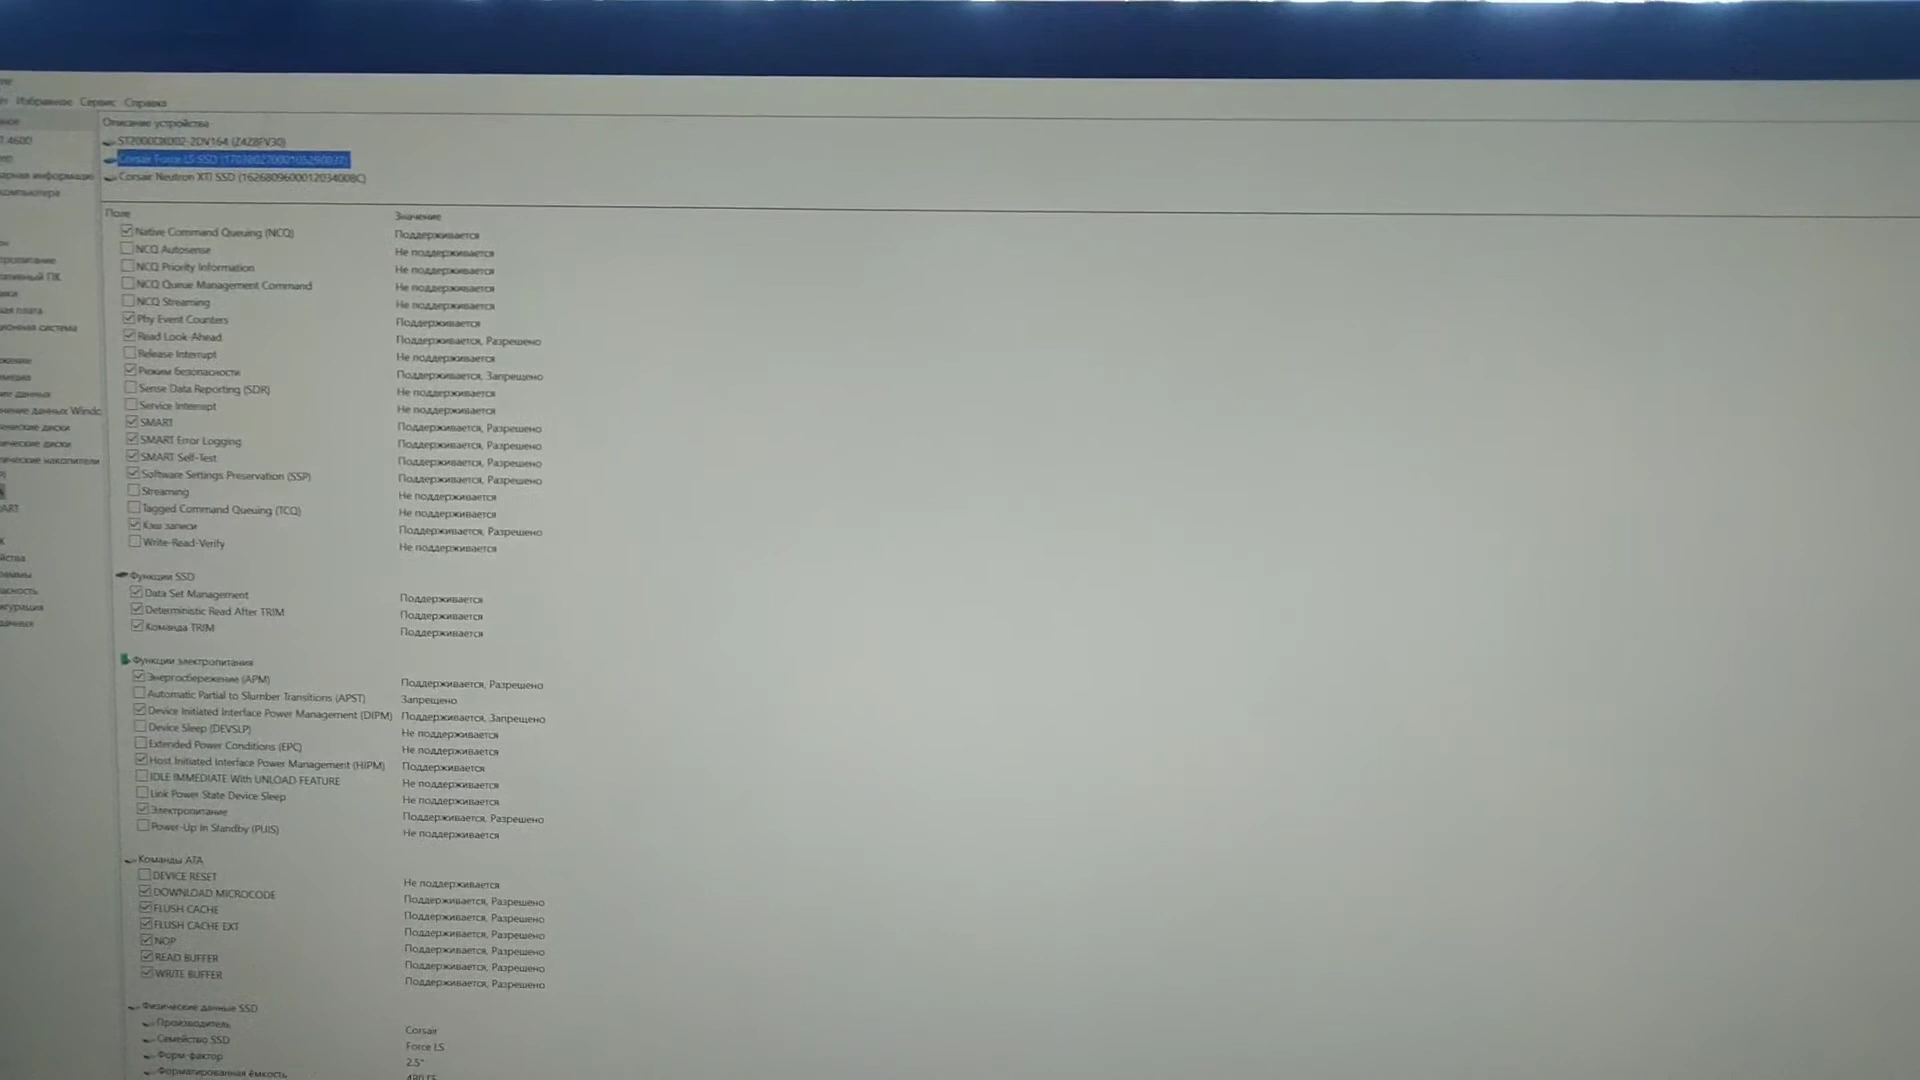 Избранное Сервис Справка
Описание устройства
ST2000DX002-2DV164 (Z4Z8FV30)
Corsair Force LS SSD (17038027000105290037)
Corsair Neutron XTi SSD (1626809600012034008C)
Поле Значение
Native Command Queuing (NCQ) Поддерживается
NCQ Autosense Не поддерживается
NCQ Priority Information Не поддерживается
NCQ Queue Management Command Не поддерживается
NCQ Streaming Не поддерживается
Phy Event Counters Поддерживается
Read Look-Ahead Поддерживается, Разрешено
Release Interrupt Не поддерживается
Режим безопасности Поддерживается, Запрещено
Sense Data Reporting (SDR) Не поддерживается
Service Interrupt Не поддерживается
SMART Поддерживается, Разрешено
SMART Error Logging Поддерживается, Разрешено
SMART Self-Test Поддерживается, Разрешено
Software Settings Preservation (SSP) Поддерживается, Разрешено
Streaming Не поддерживается
Tagged Command Queuing (TCQ) Не поддерживается
Кэш записи Поддерживается, Разрешено
Write-Read-Verify Не поддерживается
Функции SSD
Data Set Management Поддерживается
Deterministic Read After TRIM Поддерживается
Команда TRIM Поддерживается
Функции электропитания
Энергосбережение (APM) Поддерживается, Разрешено
Automatic Partial to Slumber Transitions (APST) Запрещено
Device Initiated Interface Power Management (DIPM) Поддерживается, Запрещено
Device Sleep (DEVSLP) Не поддерживается
Extended Power Conditions (EPC) Не поддерживается
Host Initiated Interface Power Management (HIPM) Поддерживается
IDLE IMMEDIATE With UNLOAD FEATURE Не поддерживается
Link Power State Device Sleep Не поддерживается
Электропитание Поддерживается, Разрешено
Power-Up In Standby (PUIS) Не поддерживается
Команды ATA
DEVICE RESET Не поддерживается
DOWNLOAD MICROCODE Поддерживается, Разрешено
FLUSH CACHE Поддерживается, Разрешено
FLUSH CACHE EXT Поддерживается, Разрешено
NOP Поддерживается, Разрешено
READ BUFFER Поддерживается, Разрешено
WRITE BUFFER Поддерживается, Разрешено
Физические данные SSD
Производитель Corsair
Семейство SSD Force LS
Форм-фактор 2.5"
Форматированная ёмкость